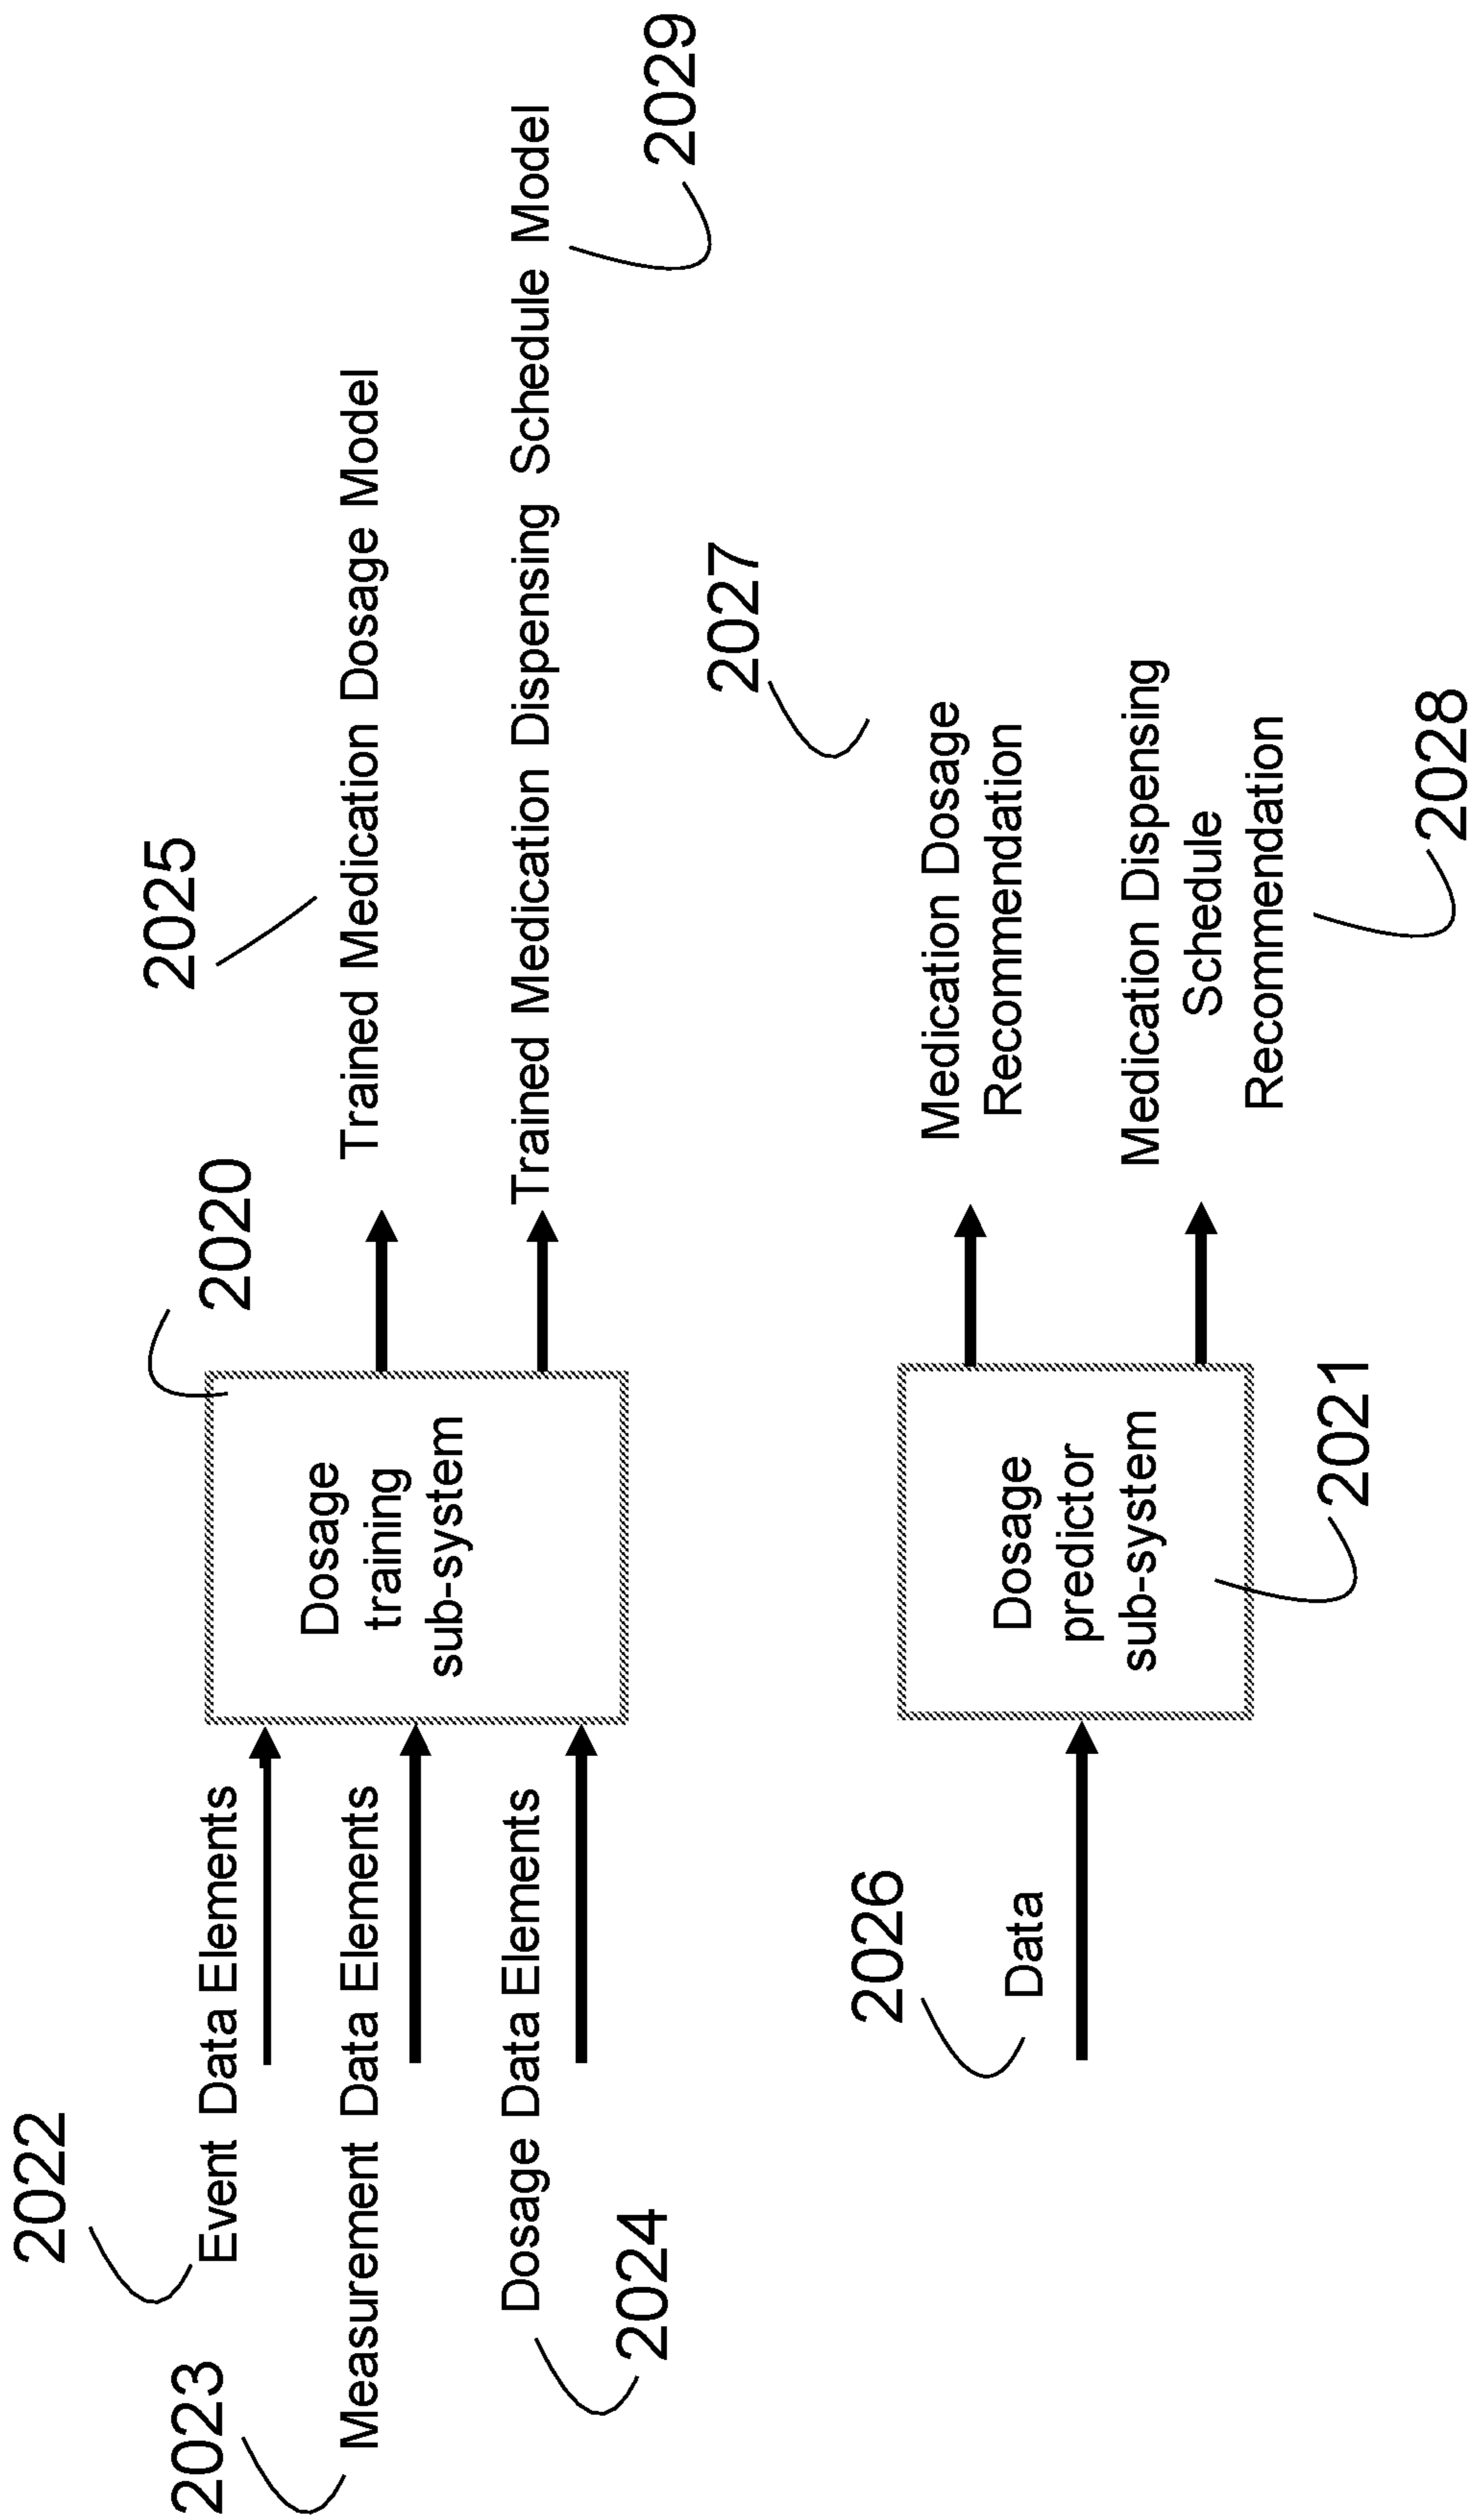 2022
Event Data Elements
2023
Measurement Data Elements
Dosage Data Elements
2024
2020
Dosage
training
sub-system
2025
Trained Medication Dosage Model
Trained Medication Dispensing Schedule Model
2029
2026
Data
Dosage
predictor
sub-system
2021
2027
Medication Dosage
Recommendation
Medication Dispensing
Schedule
Recommendation
2028